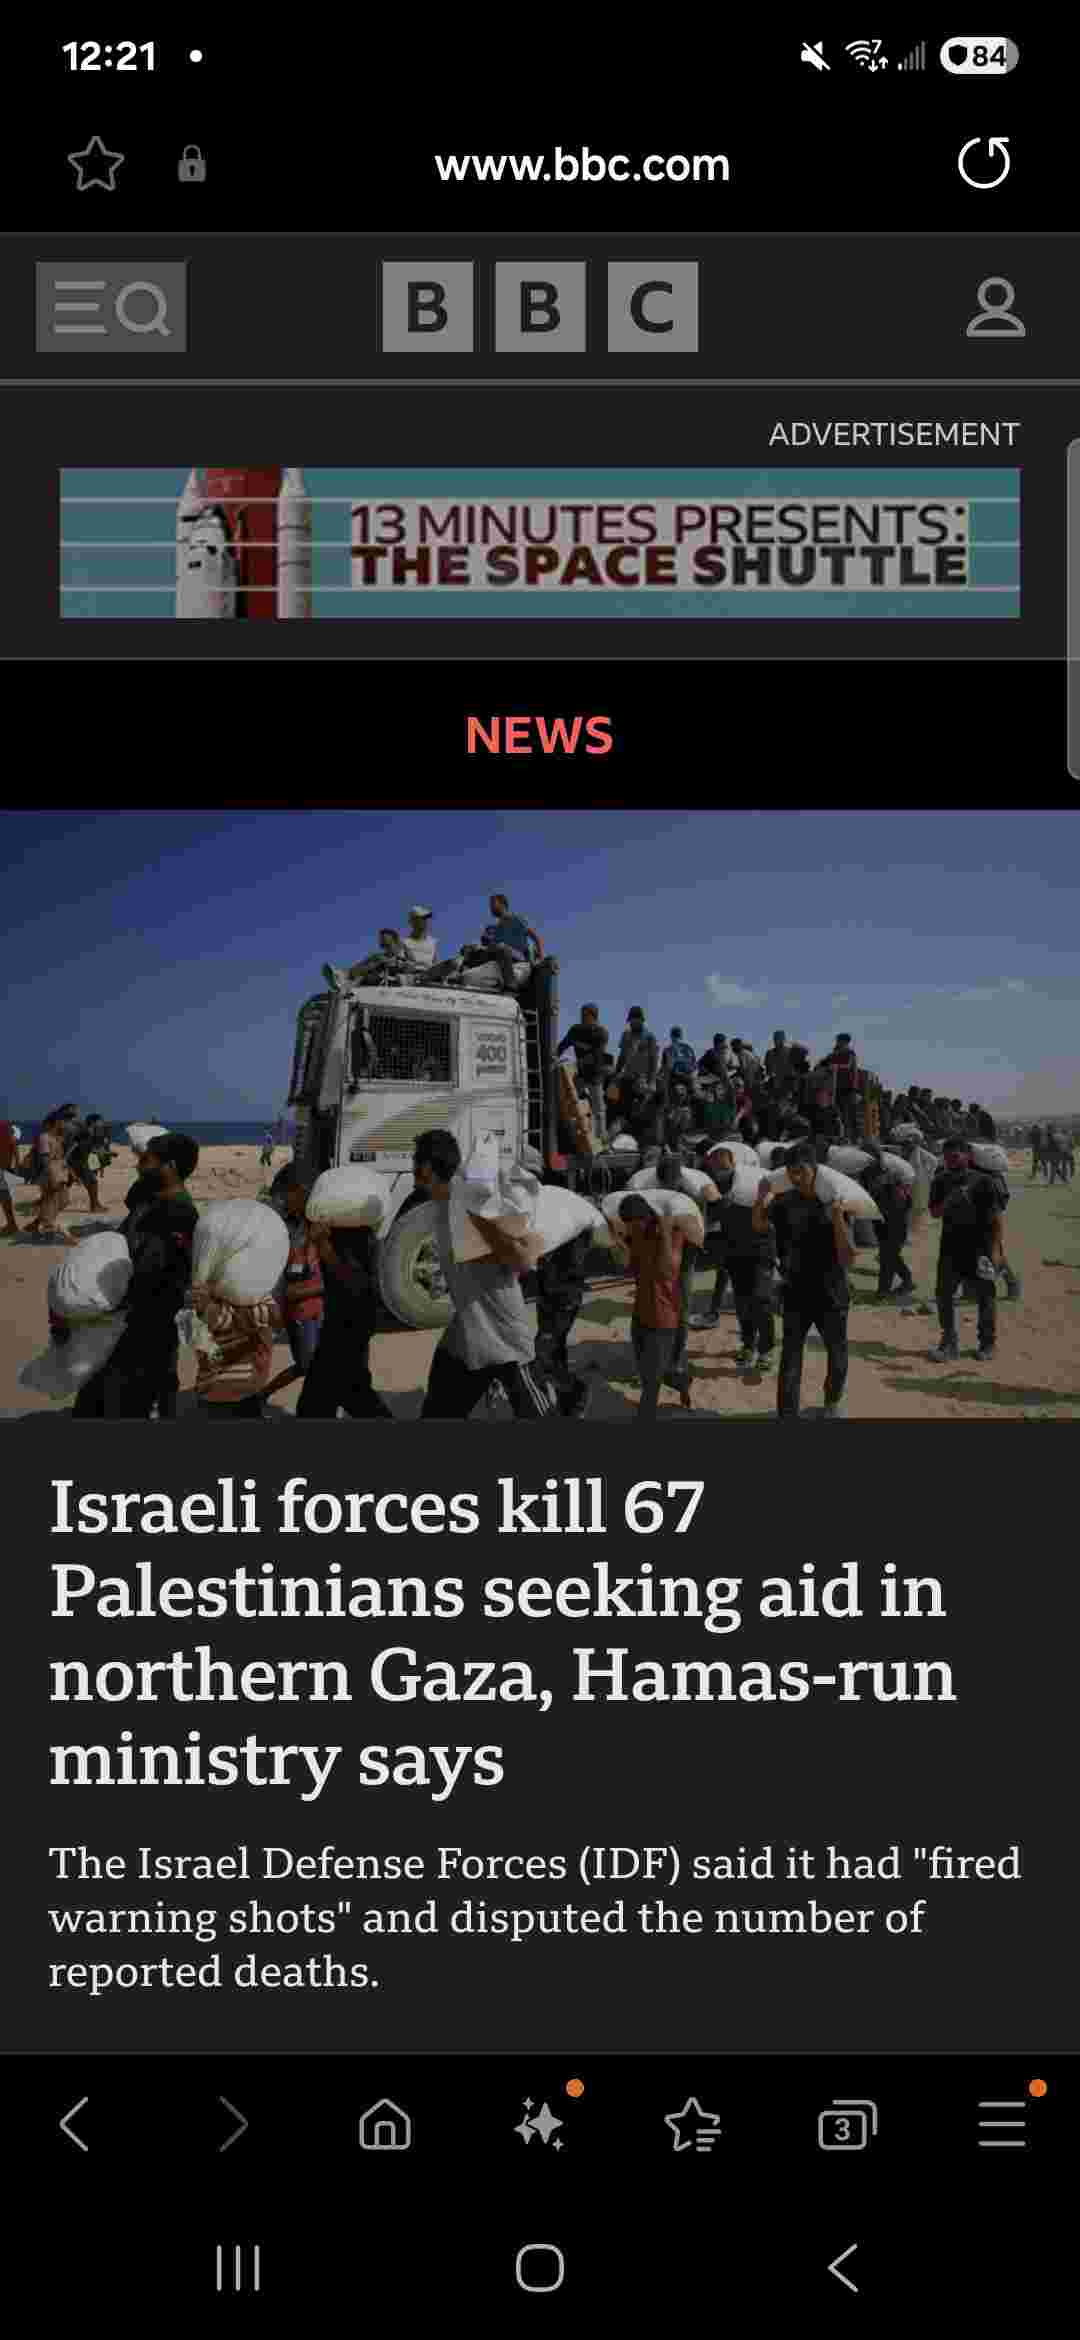 12:21
84
www.bbc.com
B B C
ADVERTISEMENT
13 MINUTES PRESENTS:
THE SPACE SHUTTLE
NEWS
400
Israeli forces kill 67
Palestinians seeking aid in
northern Gaza, Hamas-run
ministry says
The Israel Defense Forces (IDF) said it had "fired
warning shots" and disputed the number of
reported deaths.
3